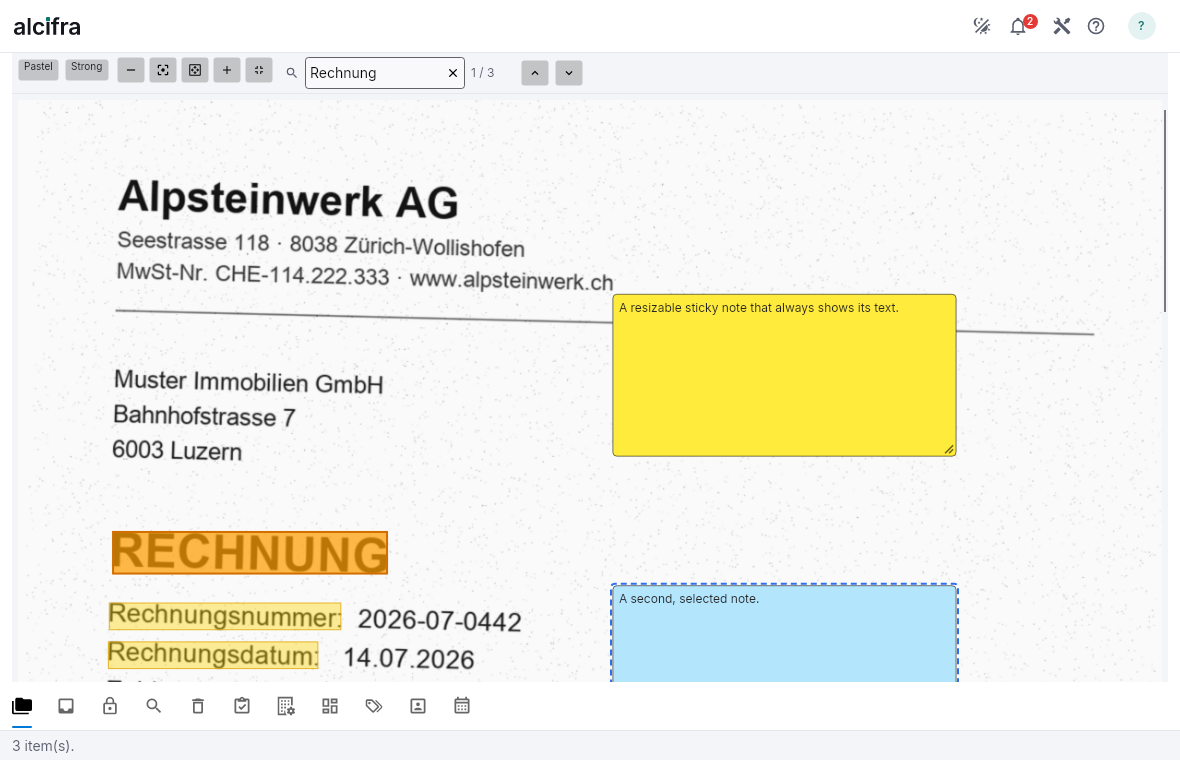 alcifra
2
?
Pastel
Strong
Rechnung
1 / 3
Alpsteinwerk AG
Seestrasse 118 · 8038 Zürich-Wollishofen
MwSt-Nr. CHE-114.222.333 · www.alpsteinwerk.ch
A resizable sticky note that always shows its text.
Muster Immobilien GmbH
Bahnhofstrasse 7
6003 Luzern
RECHNUNG
A second, selected note.
Rechnungsnummer: 2026-07-0442
Rechnungsdatum: 14.07.2026
3 item(s).